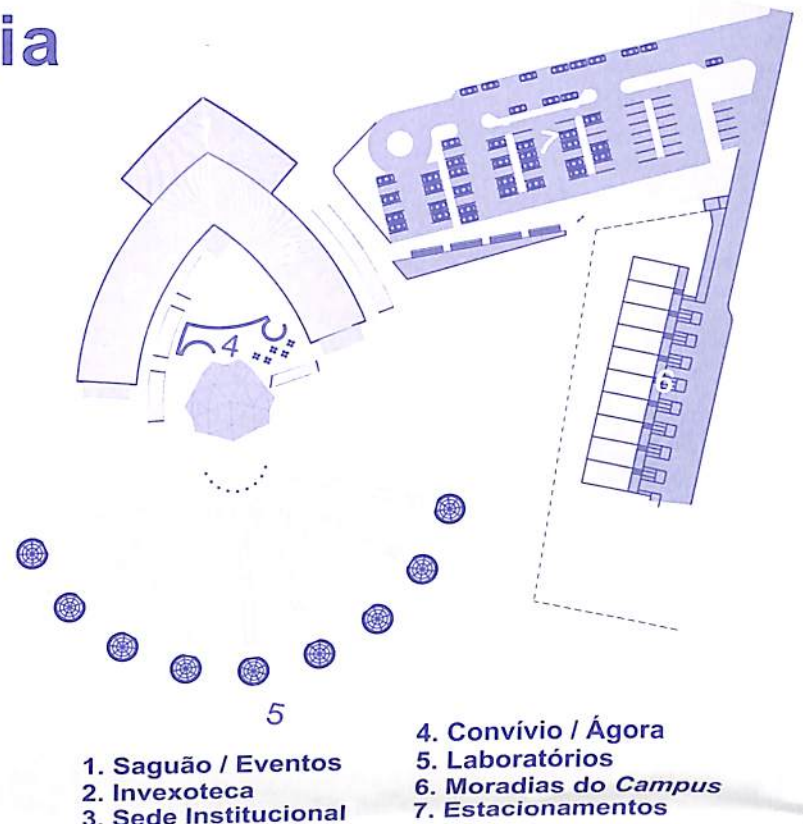 ia
7
4
6
5
1. Saguão / Eventos
2. Invexoteca
3. Sede Institucional
4. Convívio / Ágora
5. Laboratórios
6. Moradias do Campus
7. Estacionamentos